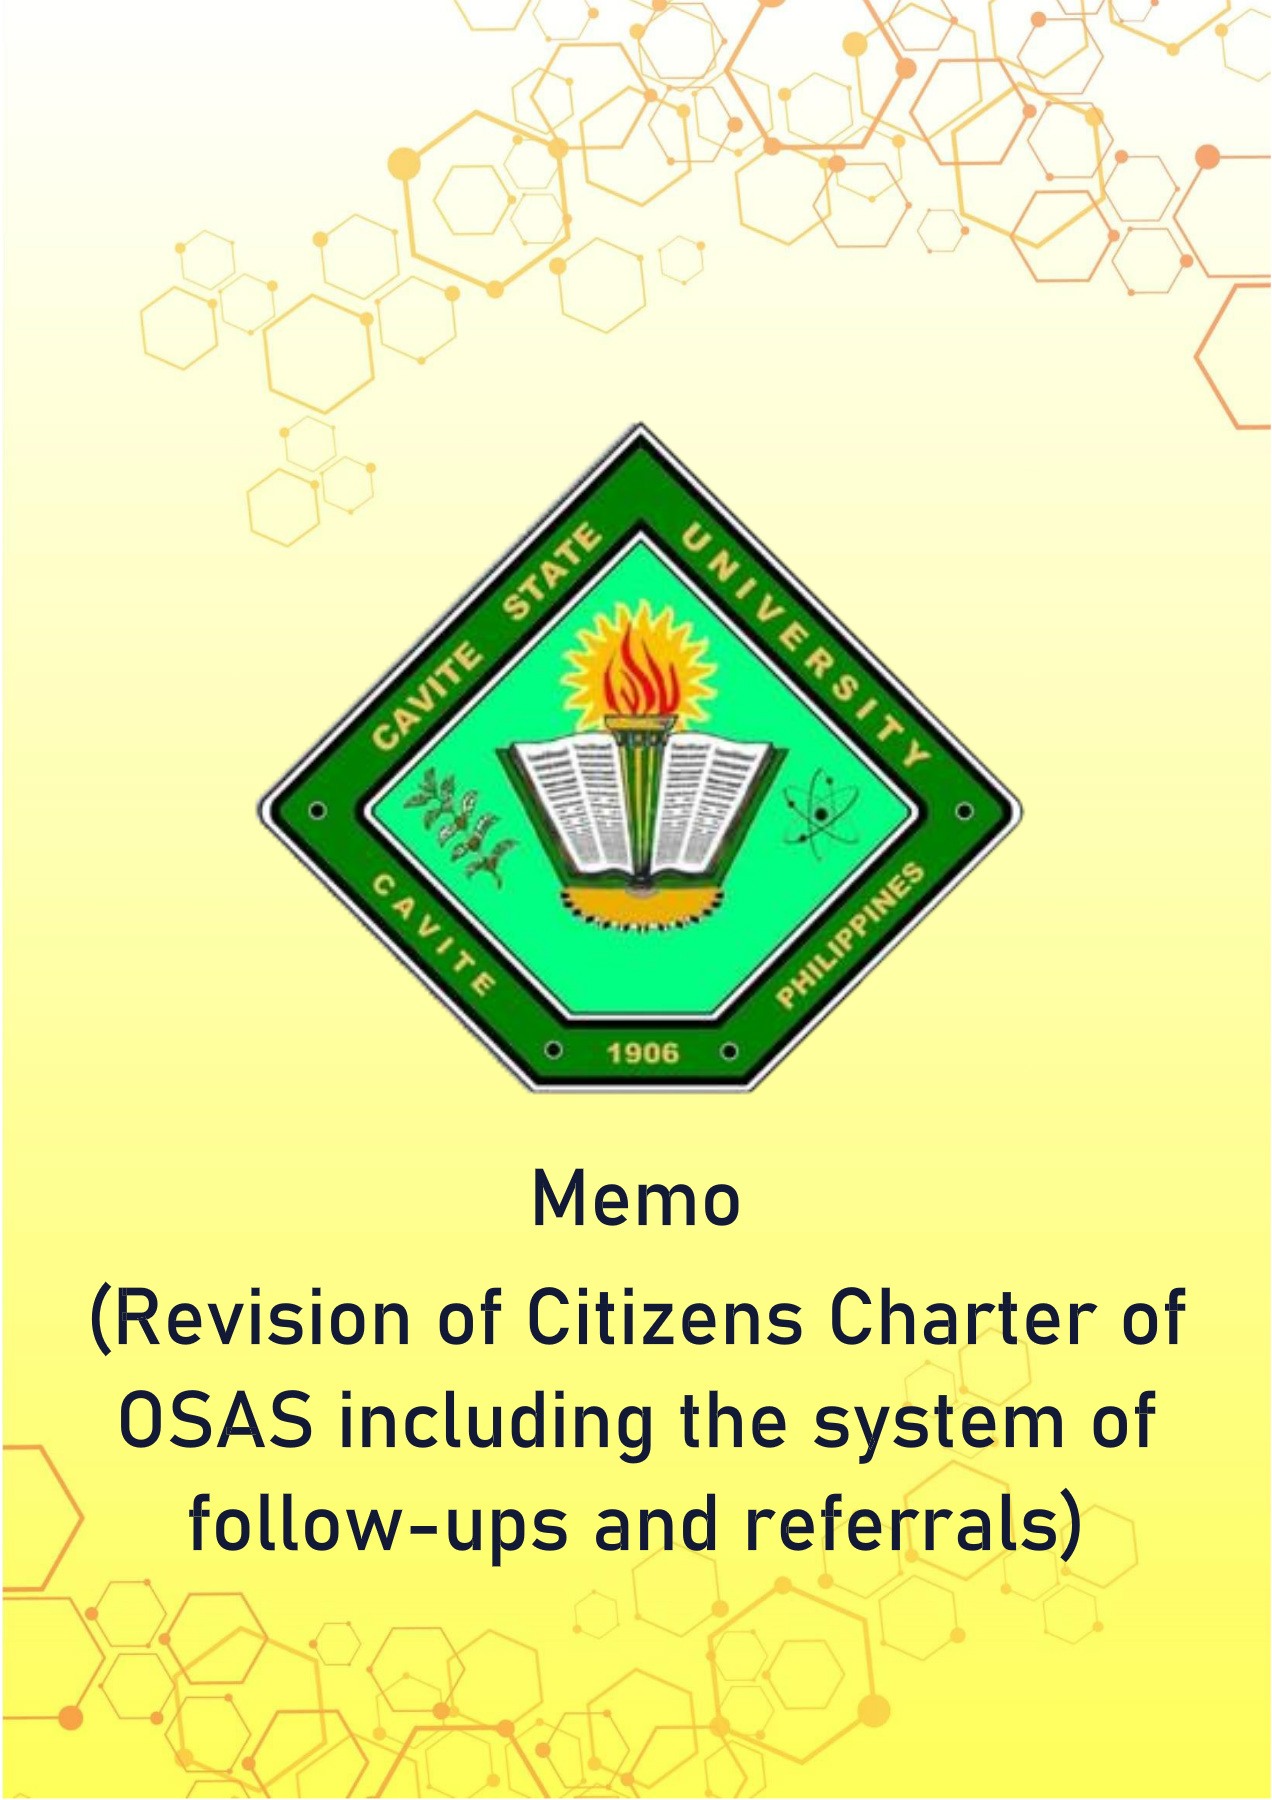 CAVITE STATE UNIVERSITY
CAVITE
PHILIPPINES
1906
Memo
(Revision of Citizens Charter of
OSAS including the system of
follow-ups and referrals)